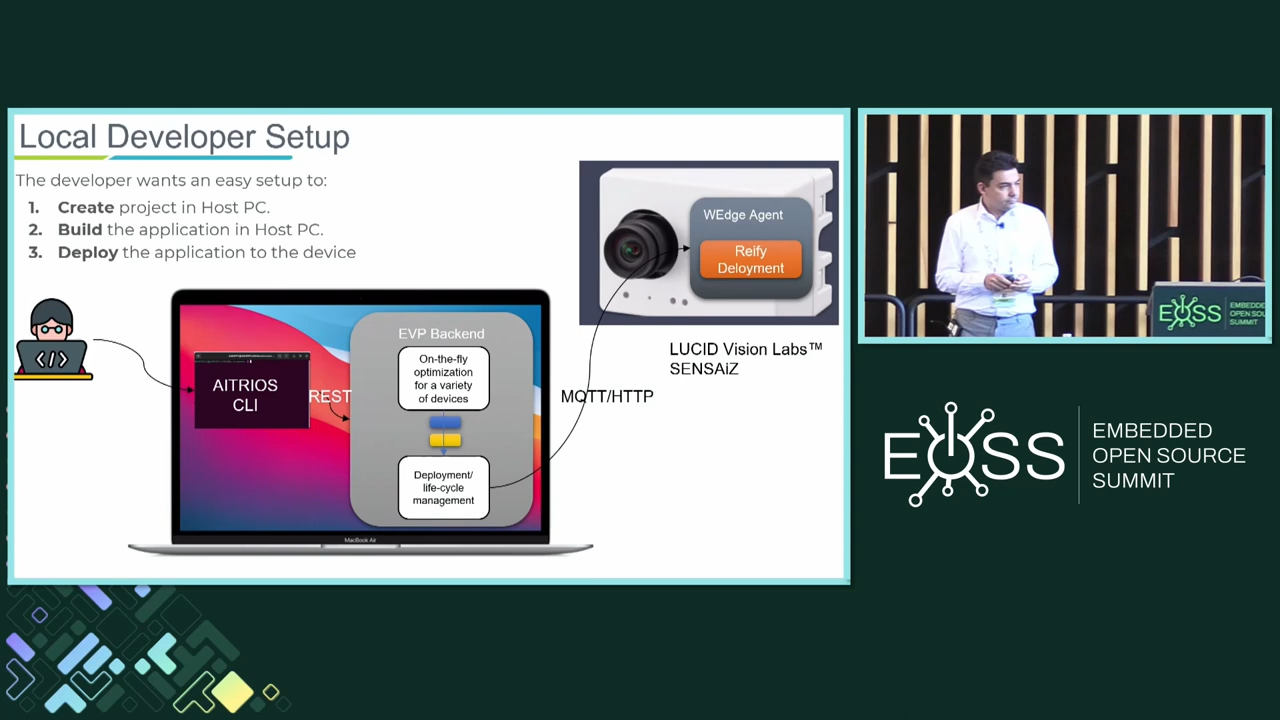 Local Developer Setup
The developer wants an easy setup to:
1. Create project in Host PC.
2. Build the application in Host PC.
3. Deploy the application to the device
WEdge Agent
Reify
Deloyment
LUCID Vision Labs™
SENSAiZ
MQTT/HTTP
EVP Backend
On-the-fly
optimization
for a variety
of devices
Deployment/
life-cycle
management
AITRIOS
CLI
REST
MacBook Air
EOSS
EMBEDDED
OPEN SOURCE
SUMMIT
EOSS
EMBEDDED
OPEN SOURCE
SUMMIT